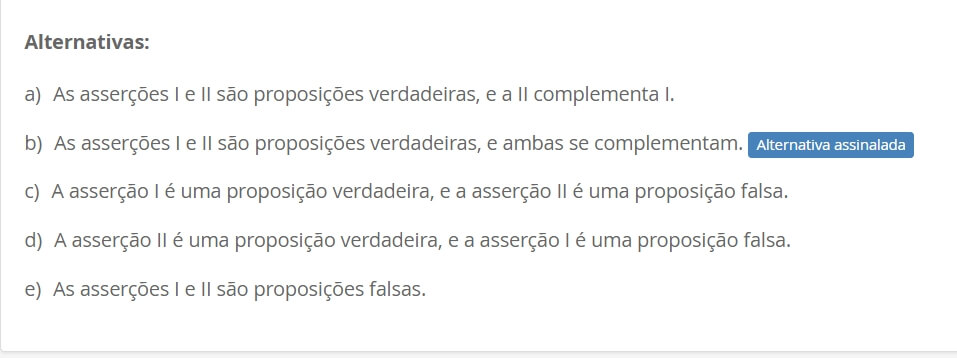 Alternativas:
a) As asserções I e II são proposições verdadeiras, e a II complementa I.
b) As asserções I e II são proposições verdadeiras, e ambas se complementam. Alternativa assinalada
c) A asserção I é uma proposição verdadeira, e a asserção II é uma proposição falsa.
d) A asserção II é uma proposição verdadeira, e a asserção I é uma proposição falsa.
e) As asserções I e II são proposições falsas.